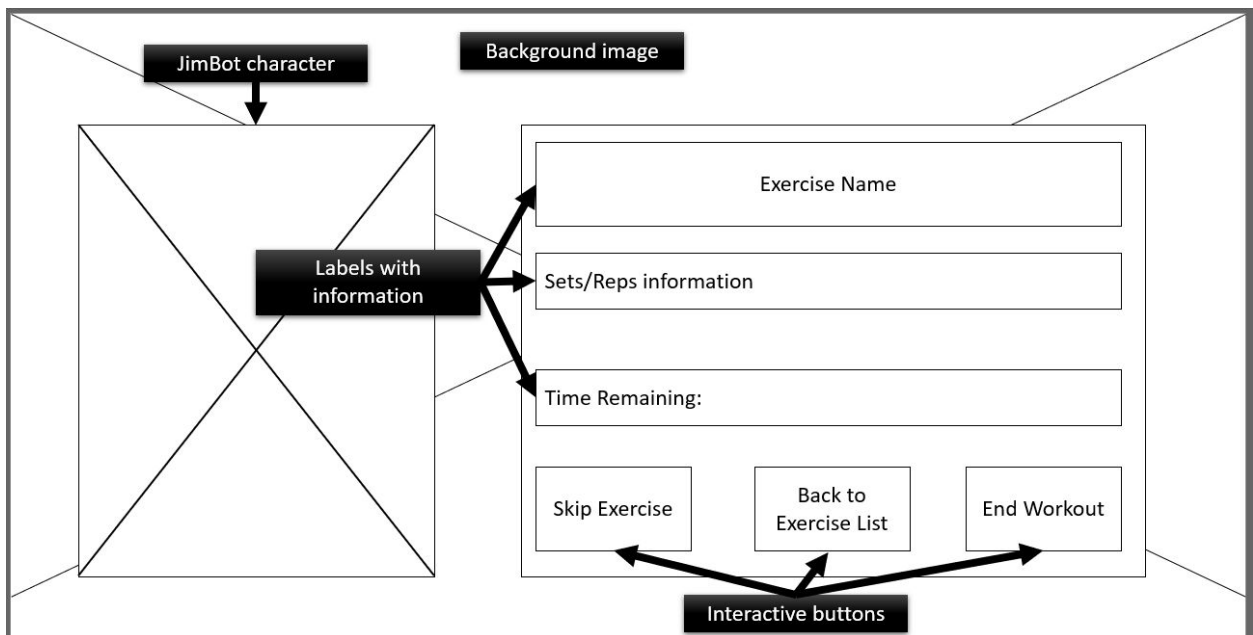 Background image
JimBot character
Exercise Name
Labels with
information
Sets/Reps information
Time Remaining:
Skip Exercise
Back to
Exercise List
End Workout
Interactive buttons